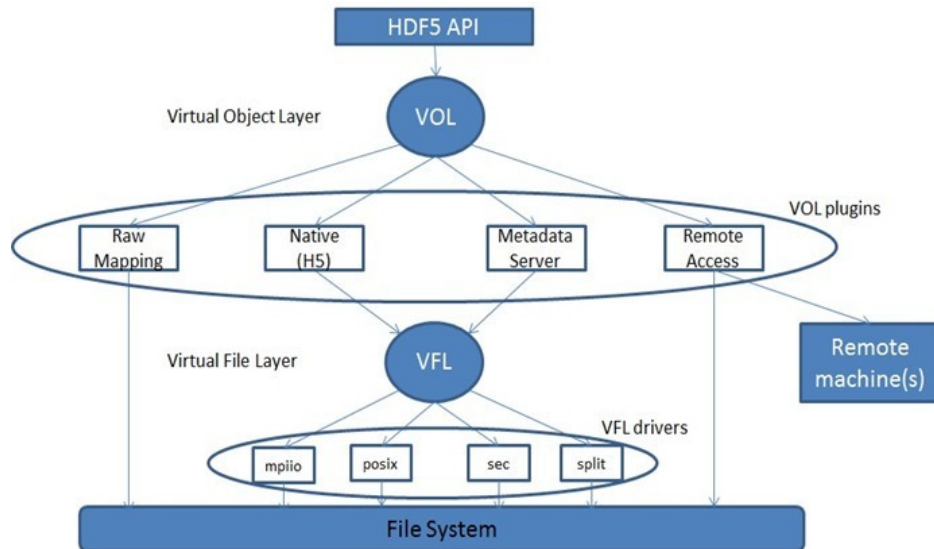 HDF5 API
Virtual Object Layer
VOL
VOL plugins
Raw
Mapping
Native
(H5)
Metadata
Server
Remote
Access
Virtual File Layer
VFL
Remote
machine(s)
VFL drivers
mpiio
posix
sec
split
File System